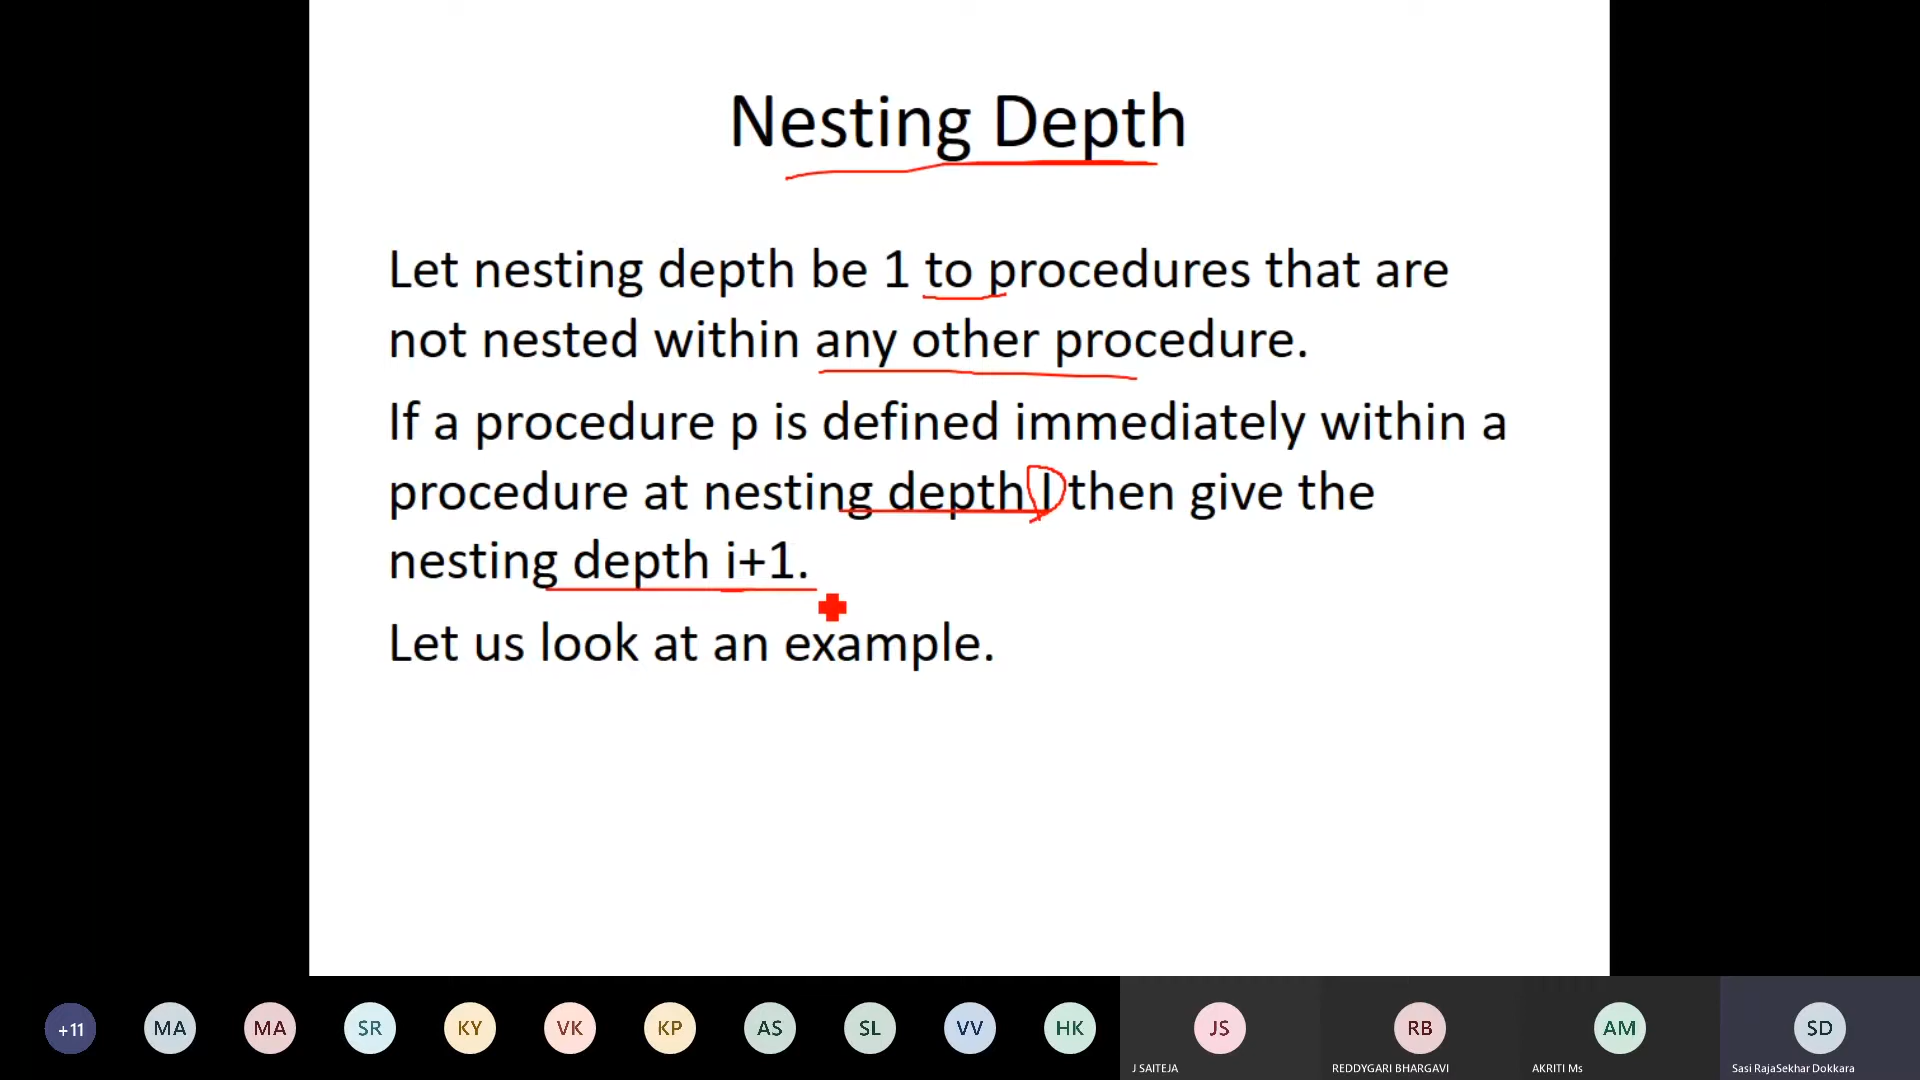 Nesting Depth
Let nesting depth be 1 to procedures that are
not nested within any other procedure.
If a procedure p is defined immediately within a
procedure at nesting depth I then give the
nesting depth i+1.
Let us look at an example.
+11 MA MA SR KY VK KP AS SL VV HK JS RB AM SD
J SAITEJA REDDYGARI BHARGAVI AKRITI Ms Sasi RajaSekhar Dokkara